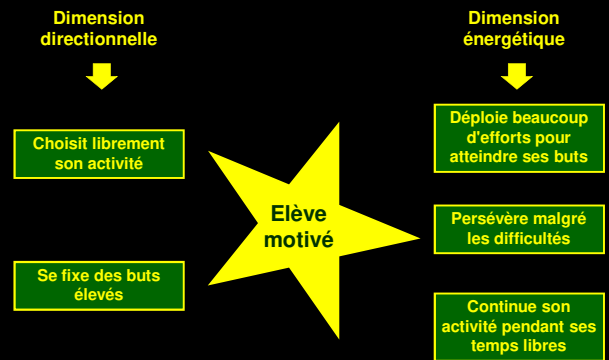 Dimension
directionnelle
Choisit librement
son activité
Se fixe des buts
élevés
Elève
motivé
Dimension
énergétique
Déploie beaucoup
d'efforts pour
atteindre ses buts
Persévère malgré
les difficultés
Continue son
activité pendant ses
temps libres